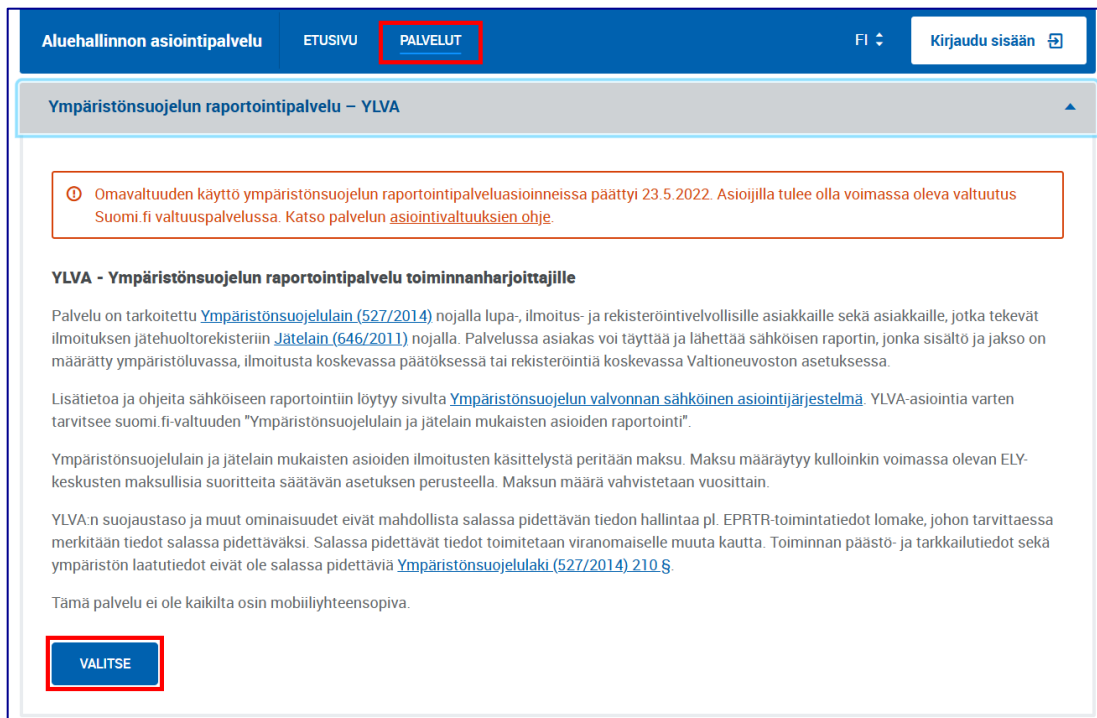 Aluehallinnon asiointipalvelu ETUSIVU PALVELUT FI Kirjaudu sisään
Ympäristönsuojelun raportointipalvelu – YLVA
Omavaltuuden käyttö ympäristönsuojelun raportointipalveluasioinneissa päättyi 23.5.2022. Asioijilla tulee olla voimassa oleva valtuutus
Suomi.fi valtuuspalvelussa. Katso palvelun asiointivaltuuksien ohje.
YLVA - Ympäristönsuojelun raportointipalvelu toiminnanharjoittajille
Palvelu on tarkoitettu Ympäristönsuojelulain (527/2014) nojalla lupa-, ilmoitus- ja rekisteröintivelvollisille asiakkaille sekä asiakkaille, jotka tekevät
ilmoituksen jätehuoltorekisteriin Jätelain (646/2011) nojalla. Palvelussa asiakas voi täyttää ja lähettää sähköisen raportin, jonka sisältö ja jakso on
määrätty ympäristöluvassa, ilmoitusta koskevassa päätöksessä tai rekisteröintiä koskevassa Valtioneuvoston asetuksessa.
Lisätietoa ja ohjeita sähköiseen raportointiin löytyy sivulta Ympäristönsuojelun valvonnan sähköinen asiointijärjestelmä. YLVA-asiointia varten
tarvitsee suomi.fi-valtuuden "Ympäristönsuojelulain ja jätelain mukaisten asioiden raportointi".
Ympäristönsuojelulain ja jätelain mukaisten asioiden ilmoitusten käsittelystä peritään maksu. Maksu määräytyy kulloinkin voimassa olevan ELY-
keskusten maksullisia suoritteita säätävän asetuksen perusteella. Maksun määrä vahvistetaan vuosittain.
YLVA:n suojaustaso ja muut ominaisuudet eivät mahdollista salassa pidettävän tiedon hallintaa pl. EPRTR-toimintatiedot lomake, johon tarvittaessa
merkitään tiedot salassa pidettäväksi. Salassa pidettävät tiedot toimitetaan viranomaiselle muuta kautta. Toiminnan päästö- ja tarkkailutiedot sekä
ympäristön laatutiedot eivät ole salassa pidettäviä Ympäristönsuojelulaki (527/2014) 210 §.
Tämä palvelu ei ole kaikilta osin mobiiliyhteensopiva.
VALITSE